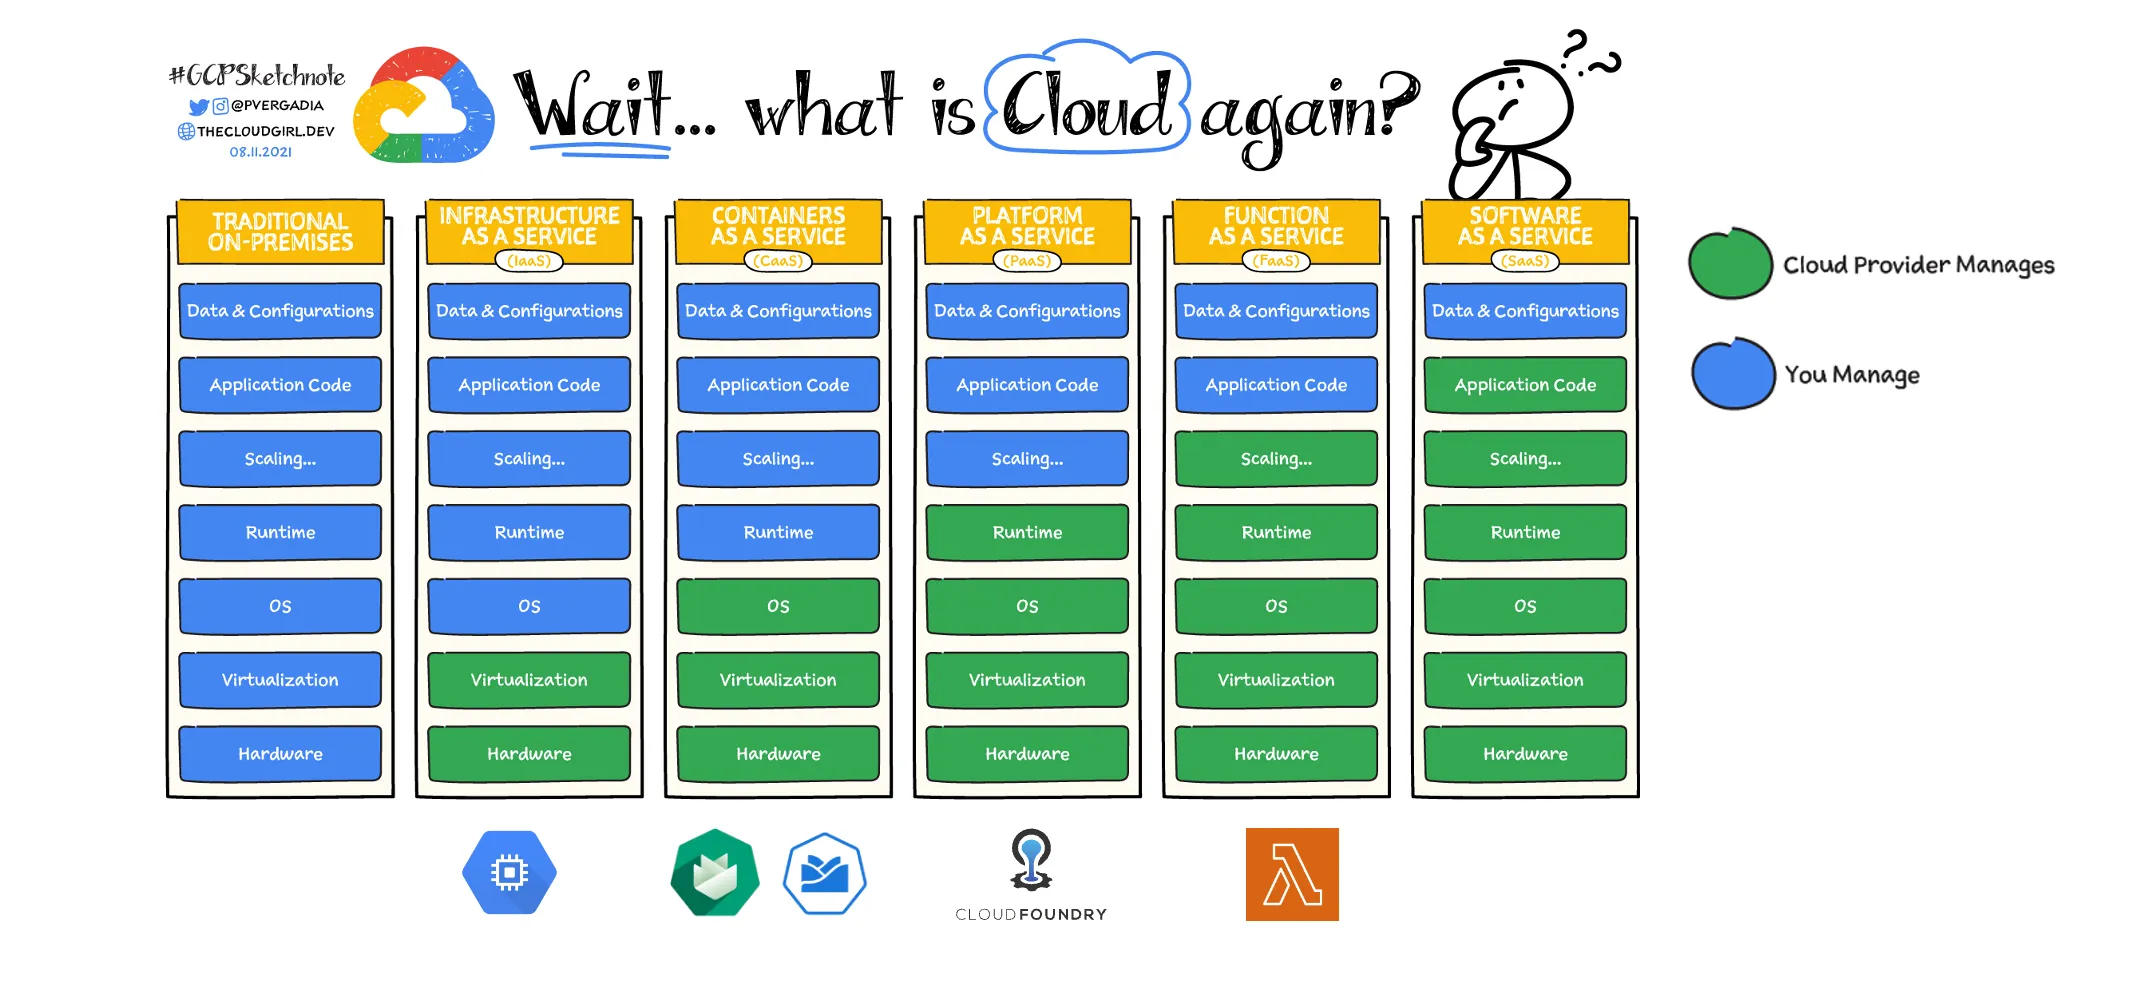 #GCPSketchnote
@PVERGADIA
THECLOUDGIRL.DEV
08.11.2021
Wait... what is Cloud again?
? ?
TRADITIONAL
ON-PREMISES
Data & Configurations
Application Code
Scaling...
Runtime
OS
Virtualization
Hardware
INFRASTRUCTURE
AS A SERVICE
(IaaS)
Data & Configurations
Application Code
Scaling...
Runtime
OS
Virtualization
Hardware
CONTAINERS
AS A SERVICE
(CaaS)
Data & Configurations
Application Code
Scaling...
Runtime
OS
Virtualization
Hardware
PLATFORM
AS A SERVICE
(PaaS)
Data & Configurations
Application Code
Scaling...
Runtime
OS
Virtualization
Hardware
FUNCTION
AS A SERVICE
(FaaS)
Data & Configurations
Application Code
Scaling...
Runtime
OS
Virtualization
Hardware
SOFTWARE
AS A SERVICE
(SaaS)
Data & Configurations
Application Code
Scaling...
Runtime
OS
Virtualization
Hardware
Cloud Provider Manages
You Manage
CLOUDFOUNDRY
λ